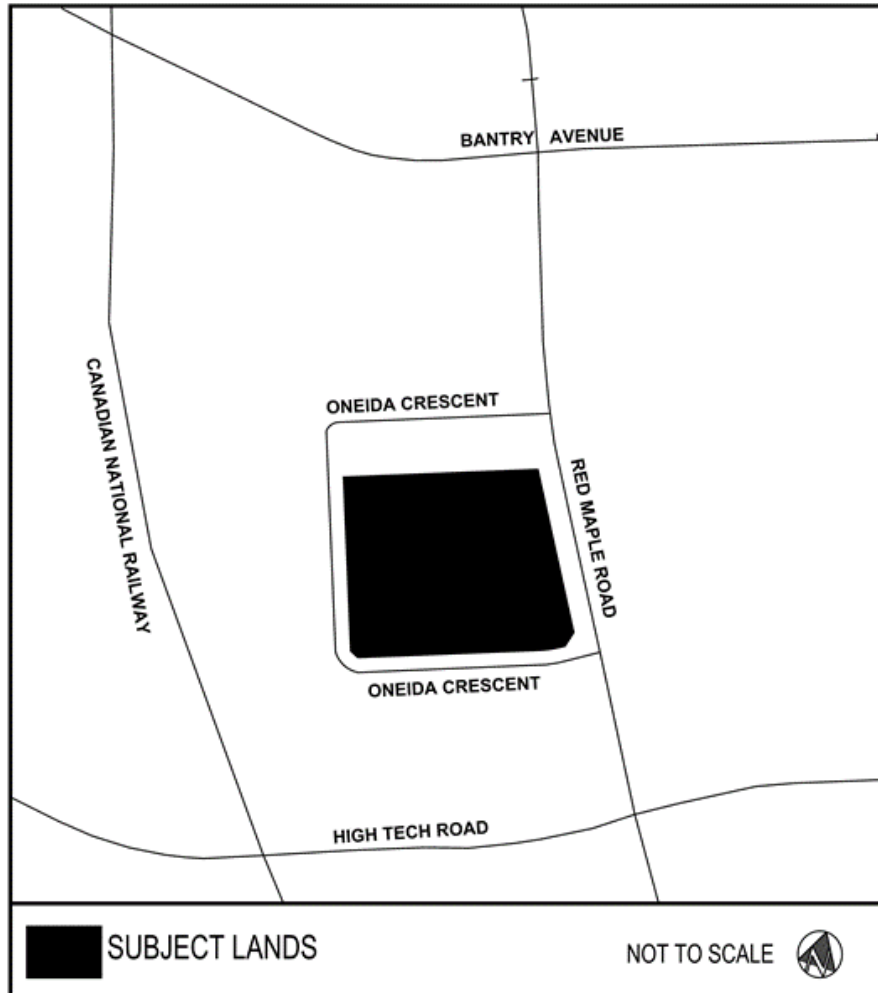 BANTRY AVENUE
CANADIAN NATIONAL RAILWAY
ONEIDA CRESCENT
RED MAPLE ROAD
ONEIDA CRESCENT
HIGH TECH ROAD
SUBJECT LANDS
NOT TO SCALE